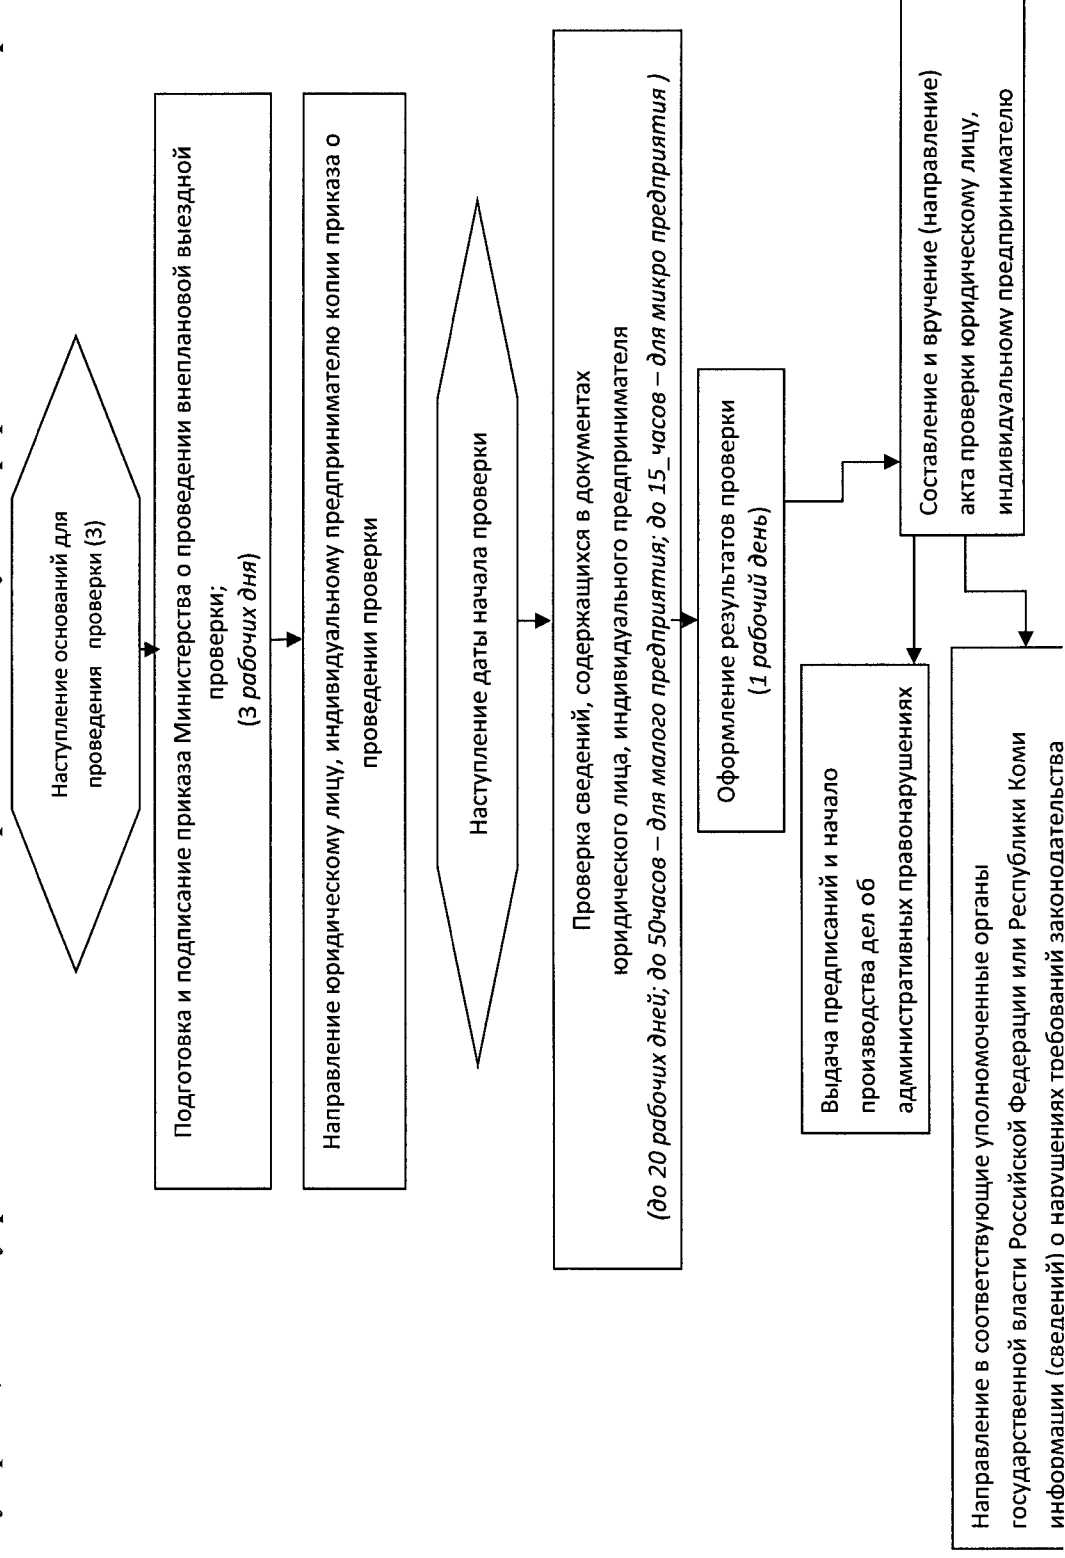 Наступление оснований для
проведения проверки (3)
Подготовка и подписание приказа Министерства о проведении внеплановой выездной
проверки;
(3 рабочих дня)
Направление юридическому лицу, индивидуальному предпринимателю копии приказа о
проведении проверки
Наступление даты начала проверки
Проверка сведений, содержащихся в документах
юридического лица, индивидуального предпринимателя
(до 20 рабочих дней; до 50часов – для малого предприятия; до 15_часов – для микро предприятия )
Оформление результатов проверки
(1 рабочий день)
Составление и вручение (направление)
акта проверки юридическому лицу,
индивидуальному предпринимателю
Выдача предписаний и начало
производства дел об
административных правонарушениях
Направление в соответствующие уполномоченные органы
государственной власти Российской Федерации или Республики Коми
информации (сведений) о нарушениях требований законодательства